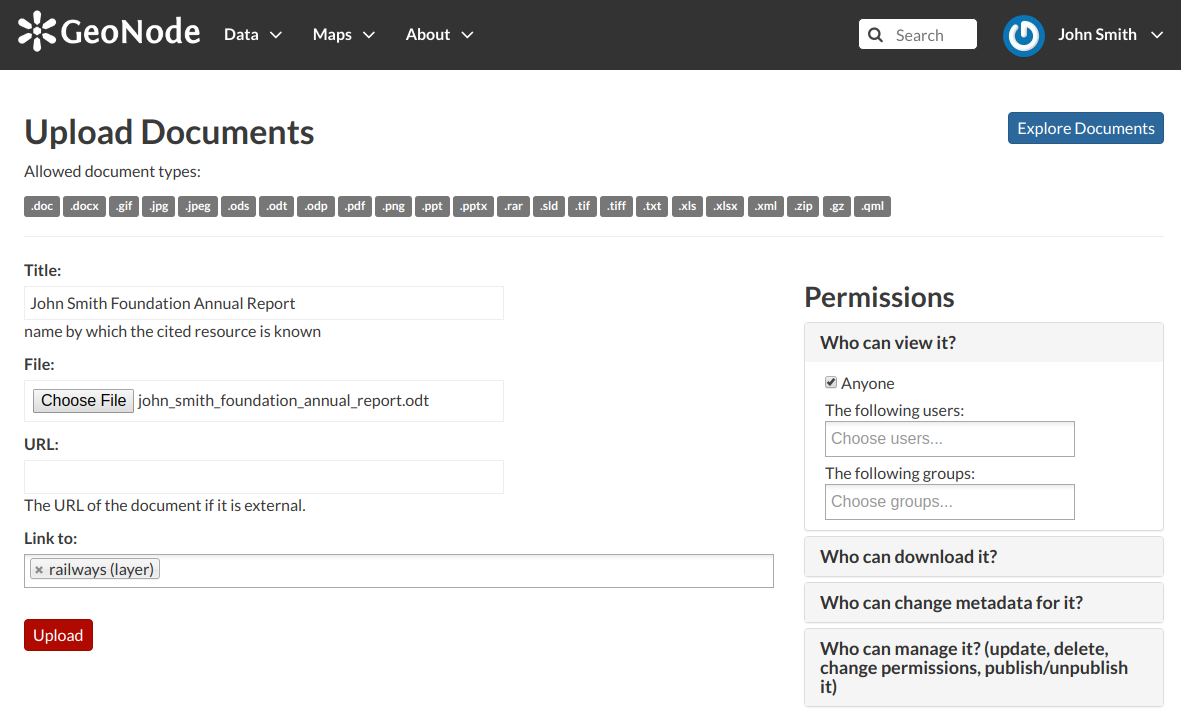 GeoNode Data Maps About Search John Smith
Upload Documents
Explore Documents
Allowed document types:
.doc .docx .gif .jpg .jpeg .ods .odt .odp .pdf .png .ppt .pptx .rar .sld .tif .tiff .txt .xls .xlsx .xml .zip .gz .qml
Title:
John Smith Foundation Annual Report
name by which the cited resource is known
File:
Choose File john_smith_foundation_annual_report.odt
URL:
The URL of the document if it is external.
Link to:
× railways (layer)
Upload
Permissions
Who can view it?
Anyone
The following users:
Choose users...
The following groups:
Choose groups...
Who can download it?
Who can change metadata for it?
Who can manage it? (update, delete,
change permissions, publish/unpublish
it)